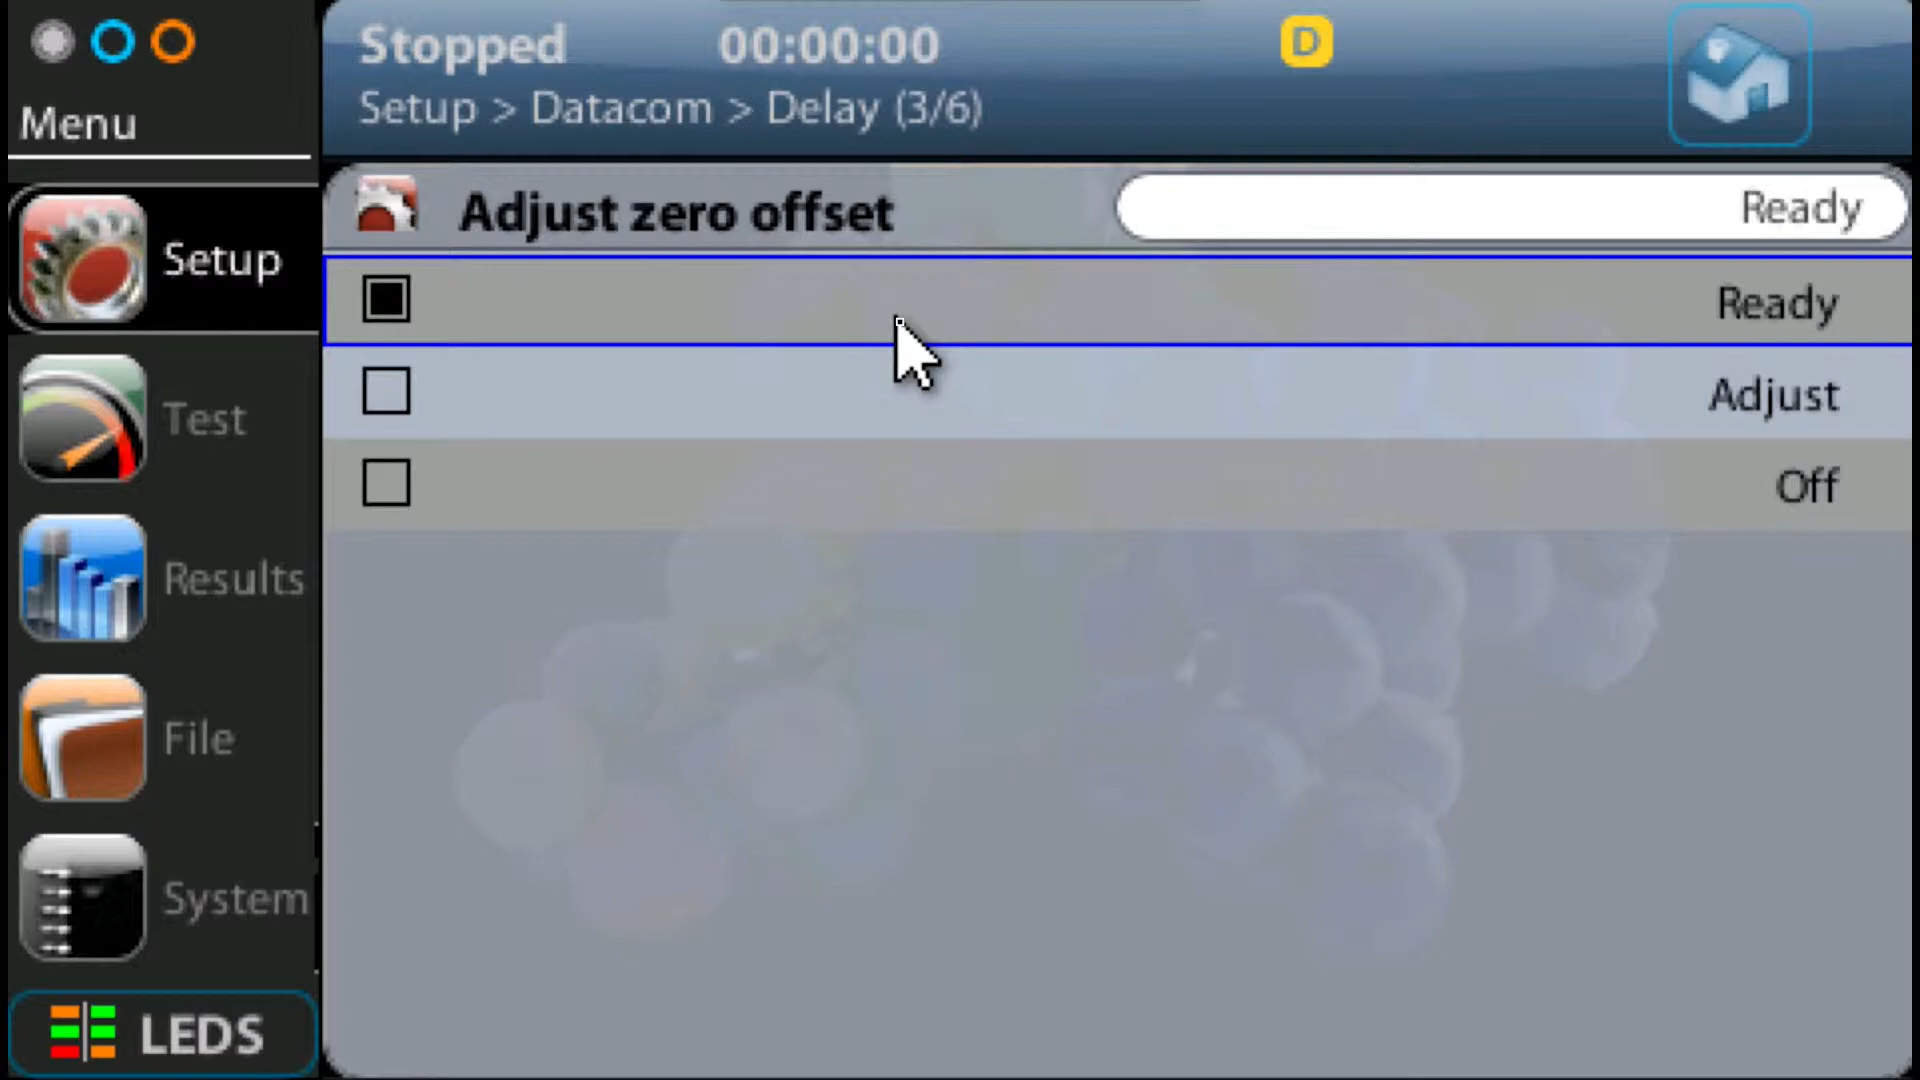 Menu
Setup
Test
Results
File
System
LEDS
Stopped 00:00:00 D
Setup > Datacom > Delay (3/6)
Adjust zero offset Ready
Ready
Adjust
Off